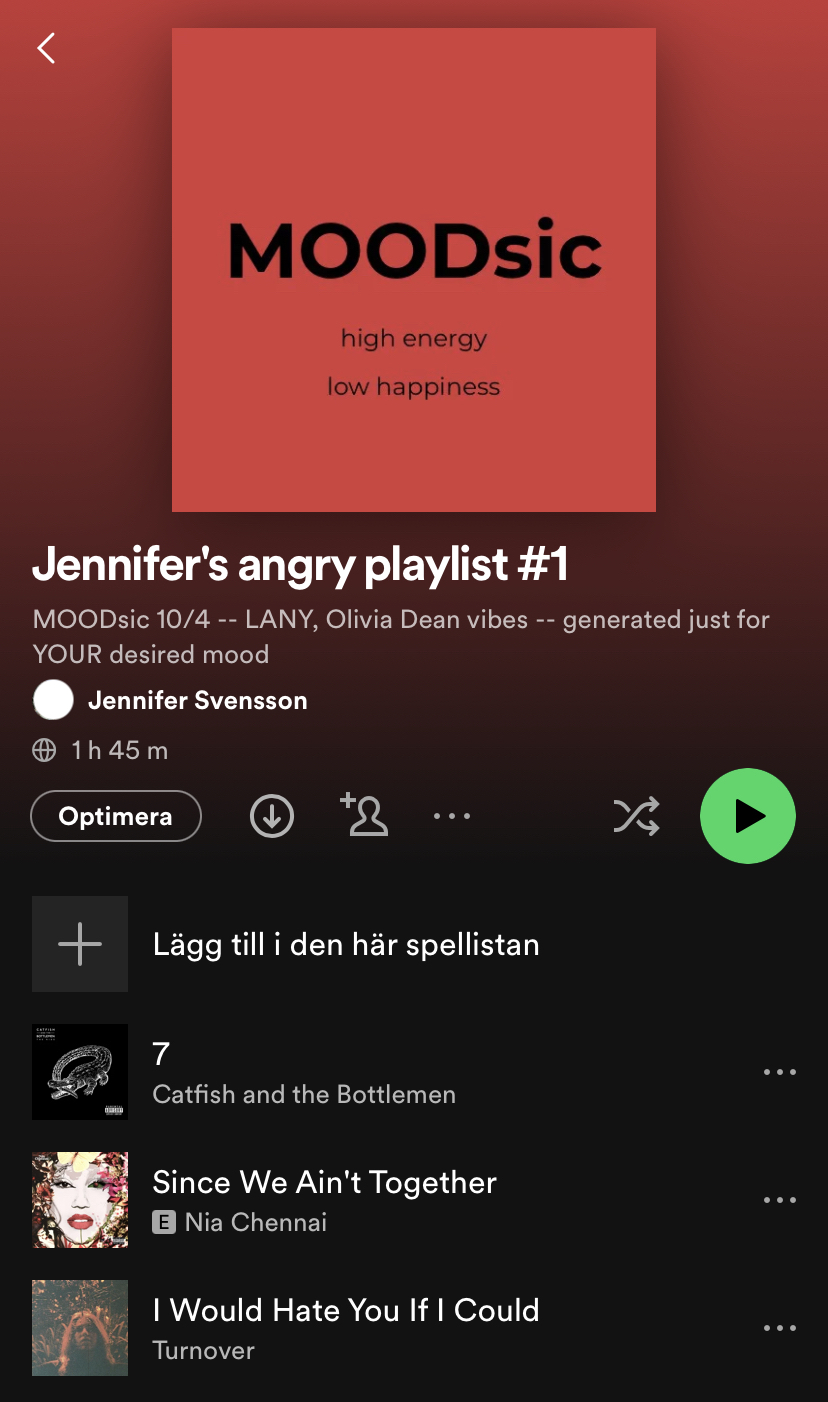 MOODsic
high energy
low happiness
Jennifer's angry playlist #1
MOODsic 10/4 -- LANY, Olivia Dean vibes -- generated just for
YOUR desired mood
Jennifer Svensson
1 h 45 m
Optimera
Lägg till i den här spellistan
7
Catfish and the Bottlemen
Since We Ain't Together
E Nia Chennai
I Would Hate You If I Could
Turnover